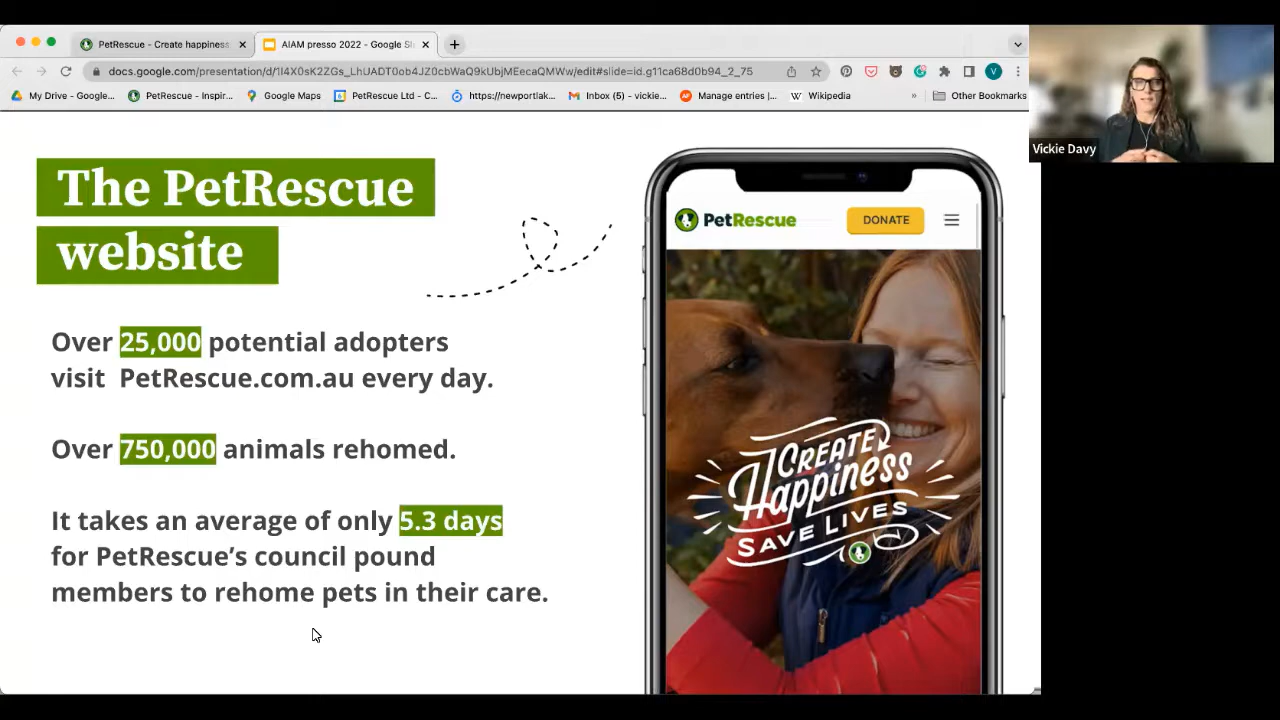 PetRescue - Create happiness
AIAM presso 2022 - Google Sl
docs.google.com/presentation/d/1I4X0sK2ZGs_LhUADT0ob4JZ0cbWaQ9kUbjMEecaQMWw/edit#slide=id.g11ca68d0b94_2_75
V
My Drive - Google...
PetRescue - Inspir...
Google Maps
PetRescue Ltd - C...
https://newportlak...
Inbox (5) - vickie...
Manage entries |...
Wikipedia
»
Other Bookmarks
Vickie Davy
The PetRescue
website
Over 25,000 potential adopters
visit PetRescue.com.au every day.
Over 750,000 animals rehomed.
It takes an average of only 5.3 days
for PetRescue’s council pound
members to rehome pets in their care.
PetRescue
DONATE
CREATE
Happiness
SAVE LIVES